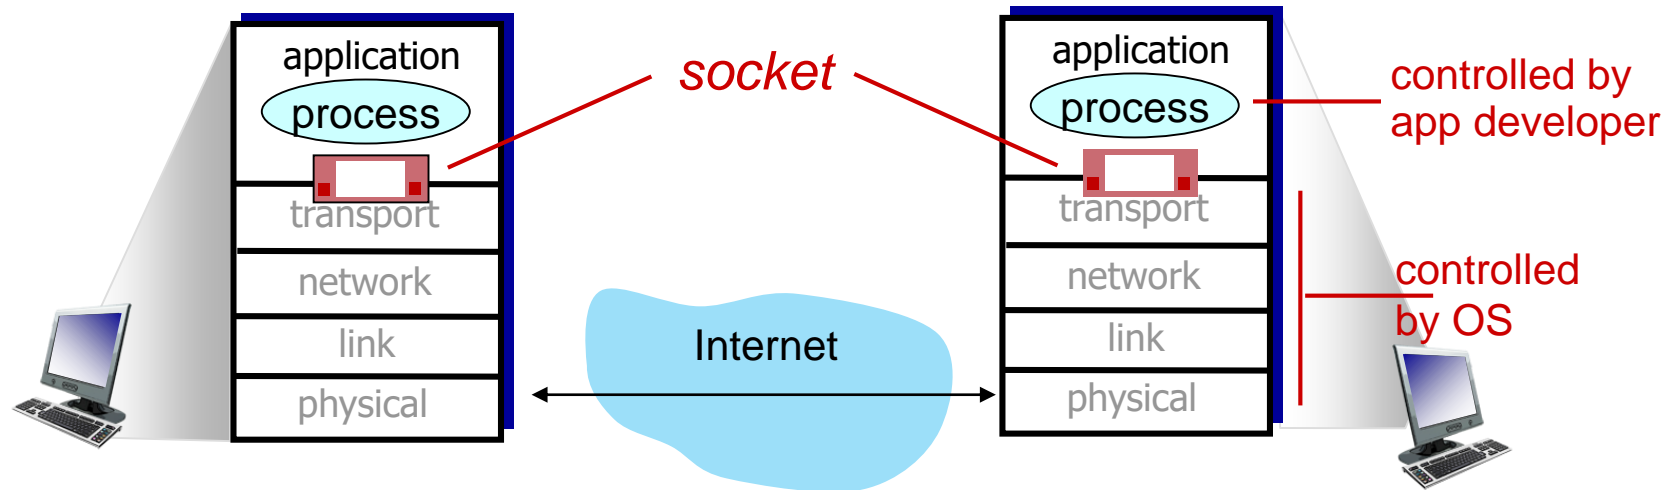 application
process
transport
network
link
physical
socket
Internet
application
process
transport
network
link
physical
controlled by
app developer
controlled
by OS